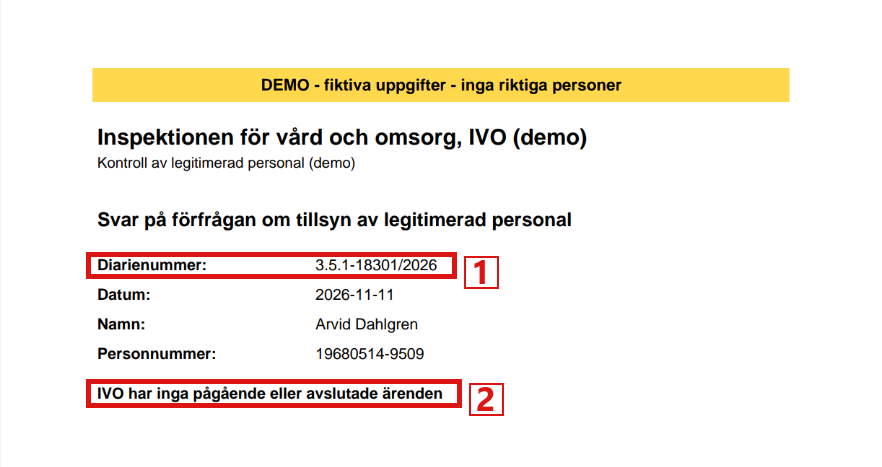 DEMO - fiktiva uppgifter - inga riktiga personer
Inspektionen för vård och omsorg, IVO (demo)
Kontroll av legitimerad personal (demo)
Svar på förfrågan om tillsyn av legitimerad personal
Diarienummer: 3.5.1-18301/2026 1
Datum: 2026-11-11
Namn: Arvid Dahlgren
Personnummer: 19680514-9509
IVO har inga pågående eller avslutade ärenden 2